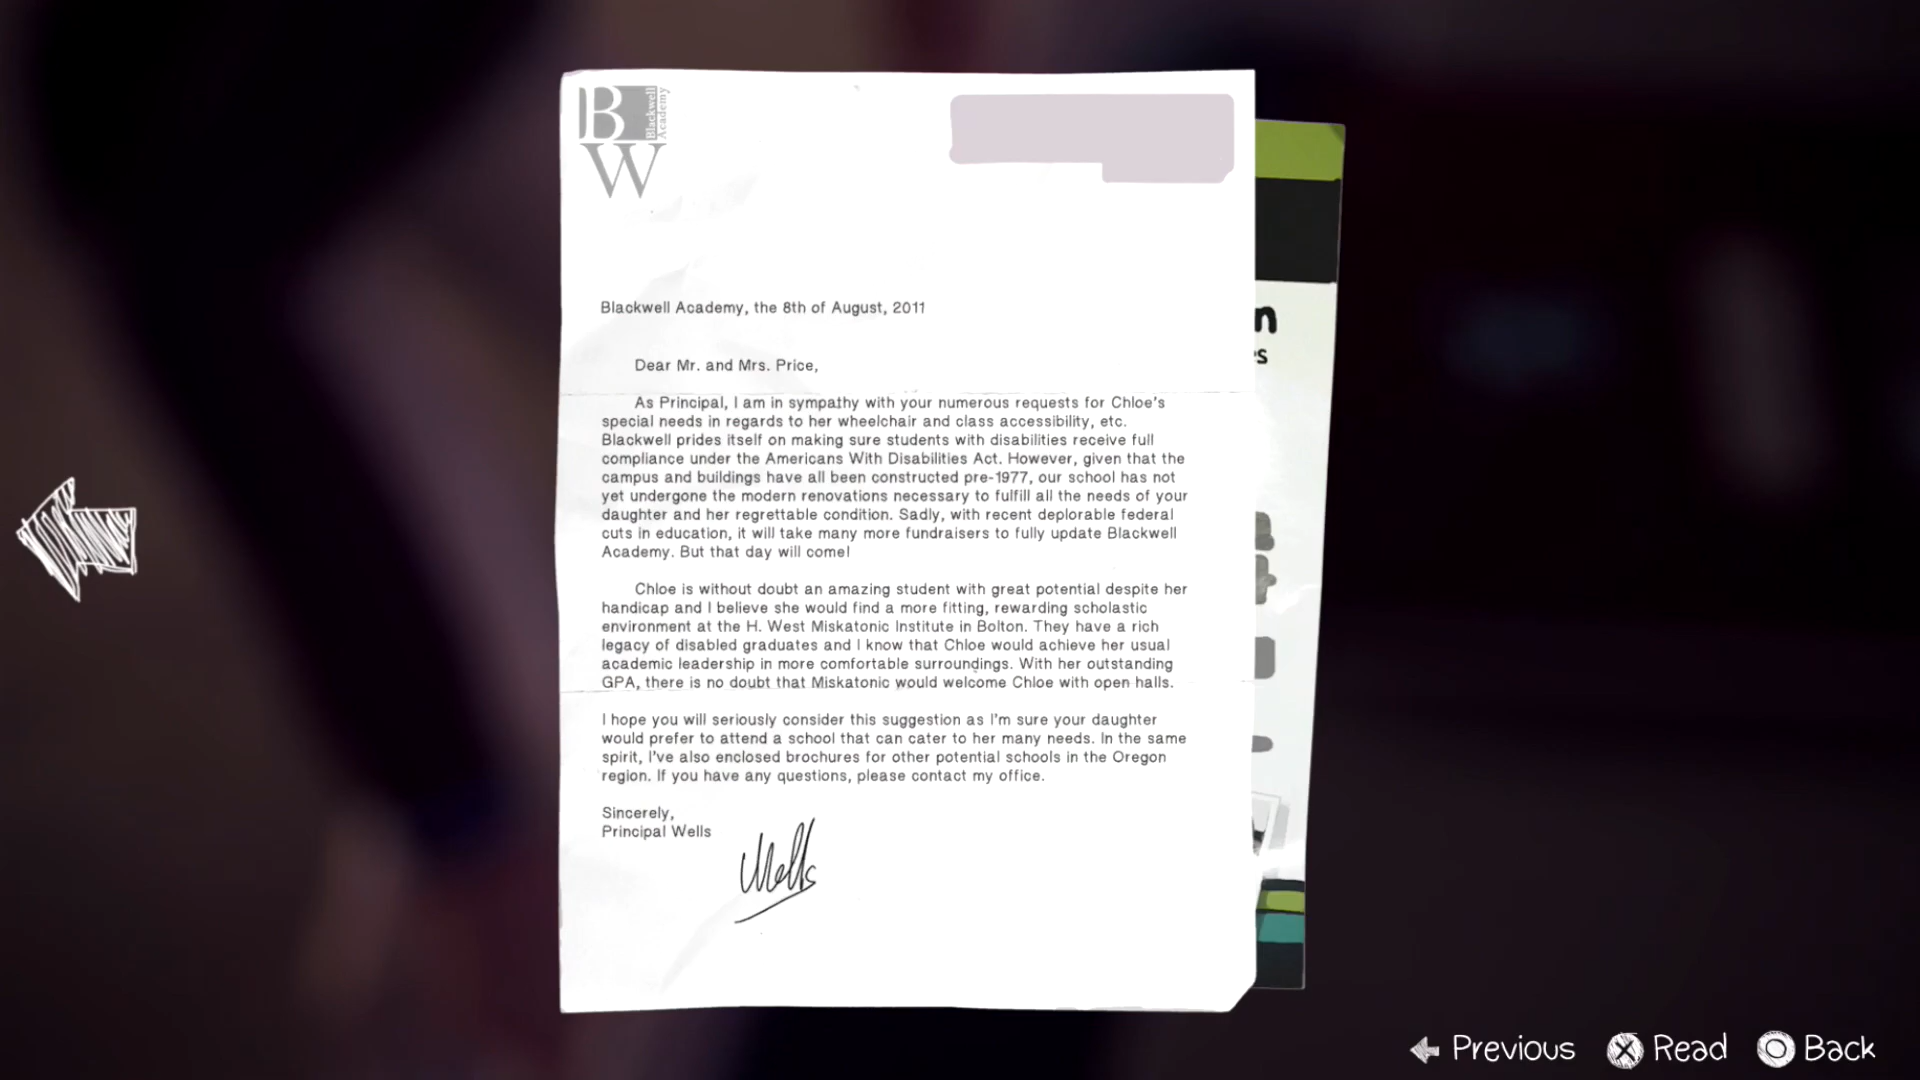 B
Blackwell
Academy
W
Blackwell Academy, the 8th of August, 2011
Dear Mr. and Mrs. Price,
As Principal, I am in sympathy with your numerous requests for Chloe's
special needs in regards to her wheelchair and class accessibility, etc.
Blackwell prides itself on making sure students with disabilities receive full
compliance under the Americans With Disabilities Act. However, given that the
campus and buildings have all been constructed pre-1977, our school has not
yet undergone the modern renovations necessary to fulfill all the needs of your
daughter and her regrettable condition. Sadly, with recent deplorable federal
cuts in education, it will take many more fundraisers to fully update Blackwell
Academy. But that day will come!
Chloe is without doubt an amazing student with great potential despite her
handicap and I believe she would find a more fitting, rewarding scholastic
environment at the H. West Miskatonic Institute in Bolton. They have a rich
legacy of disabled graduates and I know that Chloe would achieve her usual
academic leadership in more comfortable surroundings. With her outstanding
GPA, there is no doubt that Miskatonic would welcome Chloe with open halls.
I hope you will seriously consider this suggestion as I'm sure your daughter
would prefer to attend a school that can cater to her many needs. In the same
spirit, I've also enclosed brochures for other potential schools in the Oregon
region. If you have any questions, please contact my office.
Sincerely,
Principal Wells
Wells
n
s
Previous
Read
Back